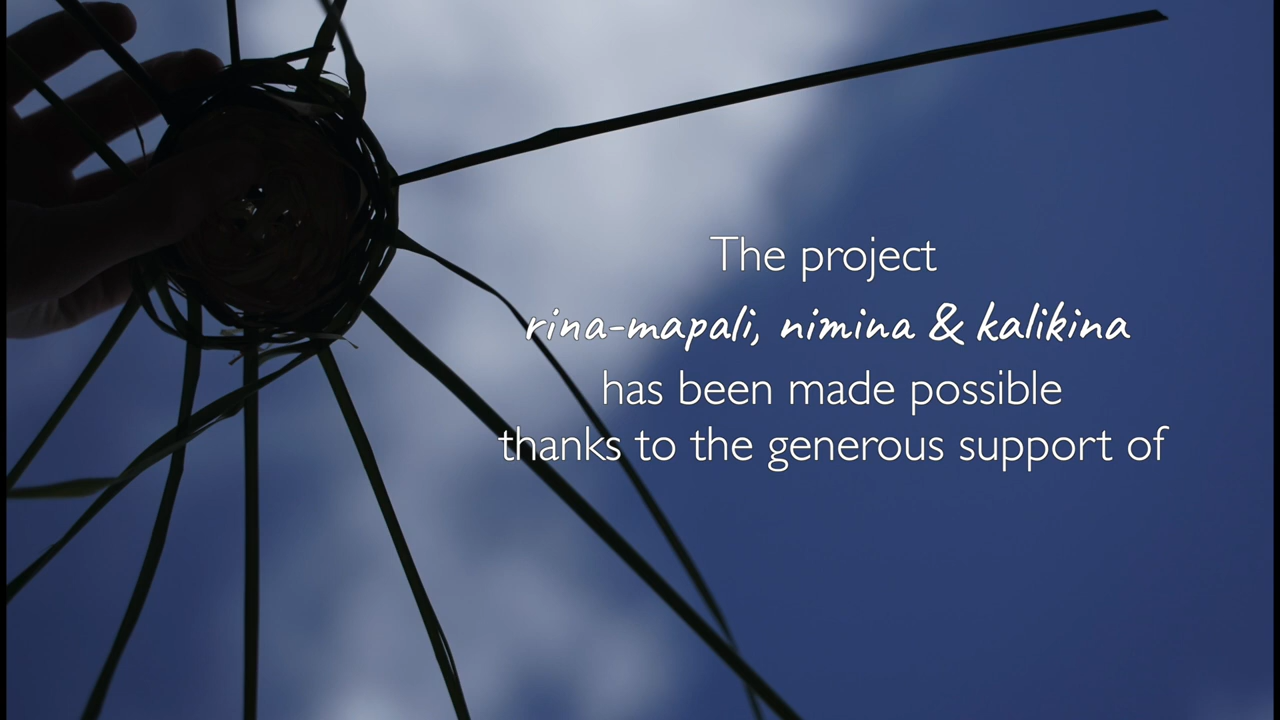 The project
rina-mapali, nimina & kalikina
has been made possible
thanks to the generous support of